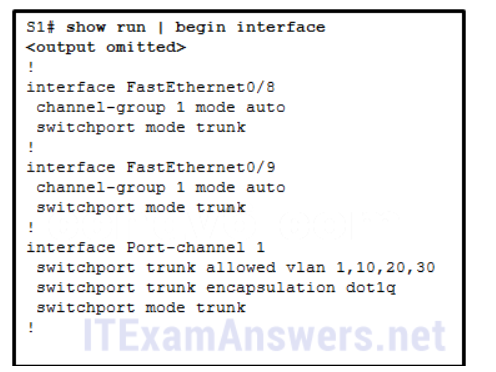 S1# show run | begin interface
<output omitted>
!
interface FastEthernet0/8
 channel-group 1 mode auto
 switchport mode trunk
!
interface FastEthernet0/9
 channel-group 1 mode auto
 switchport mode trunk
!
interface Port-channel 1
 switchport trunk allowed vlan 1,10,20,30
 switchport trunk encapsulation dot1q
 switchport mode trunk
!
ITExamAnswers.net